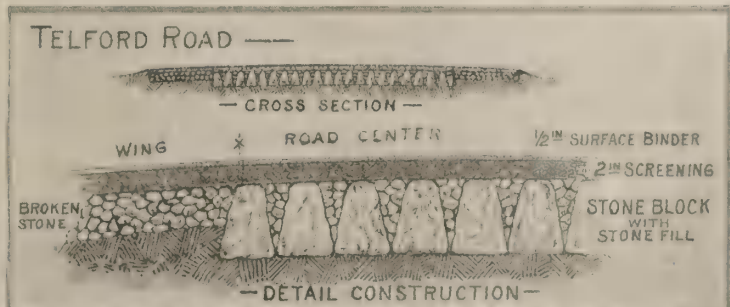 TELFORD ROAD —
— CROSS SECTION —
WING ROAD CENTER 1/2 IN SURFACE BINDER
2 IN SCREENING
BROKEN STONE
STONE BLOCK WITH STONE FILL
— DETAIL CONSTRUCTION —